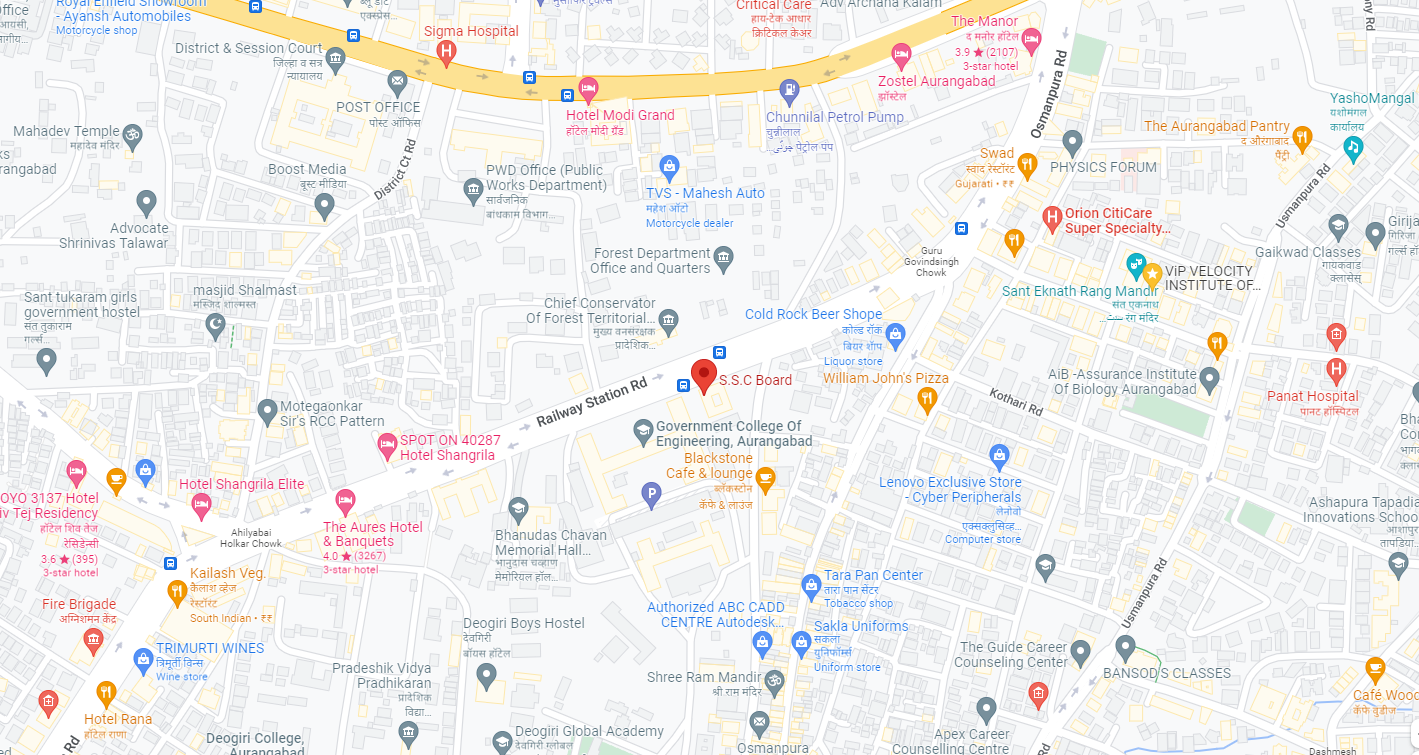 Royal Enfield Showroom
- Ayansh Automobiles
Motorcycle shop
Office
Sigma Hospital
Critical Care
हाय-टेक आधार
क्रिटिकल केअर
Adv Archana Kalam
The Manor
द मनोर हॉटेल
3.9 ★ (2107)
3-star hotel
District & Session Court
जिल्हा व सत्र
न्यायालय
POST OFFICE
पोस्ट ऑफिस
Hotel Modi Grand
हॉटेल मोदी ग्रँड
Zostel Aurangabad
झॉस्टेल
Chunnilal Petrol Pump
चुन्नीलाल
पेट्रोल पंप
Osmanpura Rd
YashoMangal
यशोमंगल
कार्यालय
The Aurangabad Pantry
द औरंगाबाद
पँट्री
Mahadev Temple
महादेव मंदिर
Boost Media
बूस्ट मीडिया
District Ct Rd
PWD Office (Public
Works Department)
सार्वजनिक
बांधकाम विभाग...
TVS - Mahesh Auto
महेश ऑटो
Motorcycle dealer
Swad
स्वाद रेस्टॉरंट
Gujarati • ₹₹
PHYSICS FORUM
Usmanpura Rd
Advocate
Shrinivas Talawar
Orion CitiCare
Super Specialty...
Gaikwad Classes
गायकवाड
क्लासेस्
Forest Department
Office and Quarters
Guru
Govindsingh
Chowk
ViP VELOCITY
INSTITUTE OF...
Sant Eknath Rang Mandir
संत एकनाथ
रंग मंदिर
Sant tukaram girls
government hostel
संत तुकाराम
गर्ल्स...
masjid Shalmast
मस्जिद शाल्मस्त
Chief Conservator
Of Forest Territorial...
मुख्य वनसंरक्षक
प्रादेशिक...
Cold Rock Beer Shope
कोल्ड रॉक
बियर शॉप
Liquor store
William John's Pizza
S.S.C Board
Railway Station Rd
AiB -Assurance Institute
Of Biology Aurangabad
Kothari Rd
Panat Hospital
पानट हॉस्पिटल
Motegaonkar
Sir's RCC Pattern
SPOT ON 40287
Hotel Shangrila
Government College Of
Engineering, Aurangabad
Blackstone
Cafe & lounge
ब्लॅकस्टोन
कॅफे & लाउंज
Hotel Shangrila Elite
OYO 3137 Hotel
iv Tej Residency
हॉटेल शिव तेज
रेसिडेन्सी
3.6 ★ (395)
3-star hotel
The Aures Hotel
& Banquets
4.0 ★ (3267)
3-star hotel
Ahilyabai
Holkar Chowk
Bhanudas Chavan
Memorial Hall...
भानुदास चव्हाण
मेमोरियल हॉल...
P
Lenovo Exclusive Store
- Cyber Peripherals
लेनोवो
एक्सक्लुसिव्ह...
Computer store
Ashapura Tapadia
Innovations School
आशापुरा
तापडिया...
Kailash Veg.
कैलाश व्हेज
रेस्टॉरंट
South Indian • ₹₹
Fire Brigade
अग्निशमन केंद्र
TRIMURTI WINES
त्रिमूर्ती विन्स
Wine store
Hotel Rana
हॉटेल राणा
Tara Pan Center
तारा पान सेंटर
Tobacco shop
Authorized ABC CADD
CENTRE Autodesk...
Sakla Uniforms
सकला
युनिफॉर्म्स
Uniform store
Usmanpura Rd
Deogiri Boys Hostel
देवगिरी
बॉयस हॉटेल
Pradeshik Vidya
Pradhikaran
प्रादेशिक
विद्या...
Shree Ram Mandir
श्री राम मंदिर
The Guide Career
Counseling Center
BANSOD'S CLASSES
Café Wood
कॅफे वुडीज
Deogiri College,
Aurangabad
Deogiri Global Academy
देवगिरी ग्लोबल
Osmanpura
Apex Career
Counselling Centre
Dashmesh